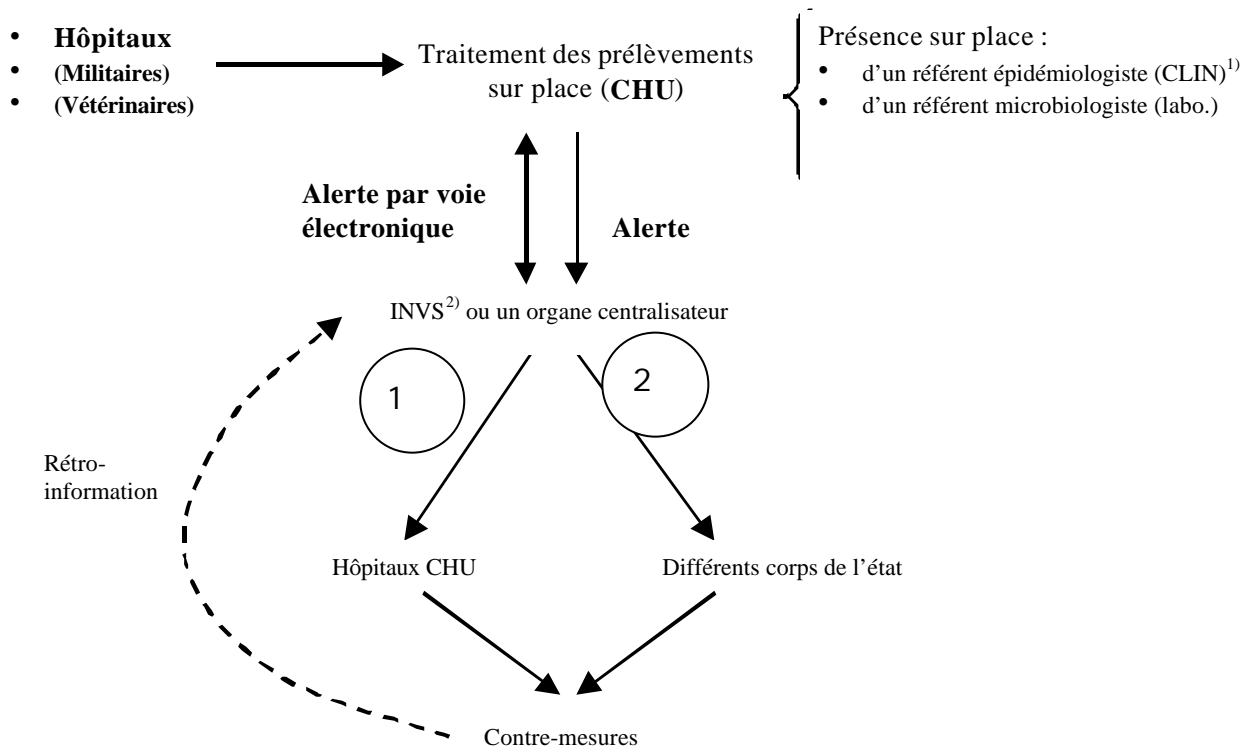 • Hôpitaux
• (Militaires)
• (Vétérinaires)
Traitement des prélèvements
sur place (CHU)
Présence sur place :
• d’un référent épidémiologiste (CLIN)1)
• d’un référent microbiologiste (labo.)
Alerte par voie
électronique
Alerte
INVS2) ou un organe centralisateur
1
2
Rétro-
information
Hôpitaux CHU
Différents corps de l’état
Contre-mesures